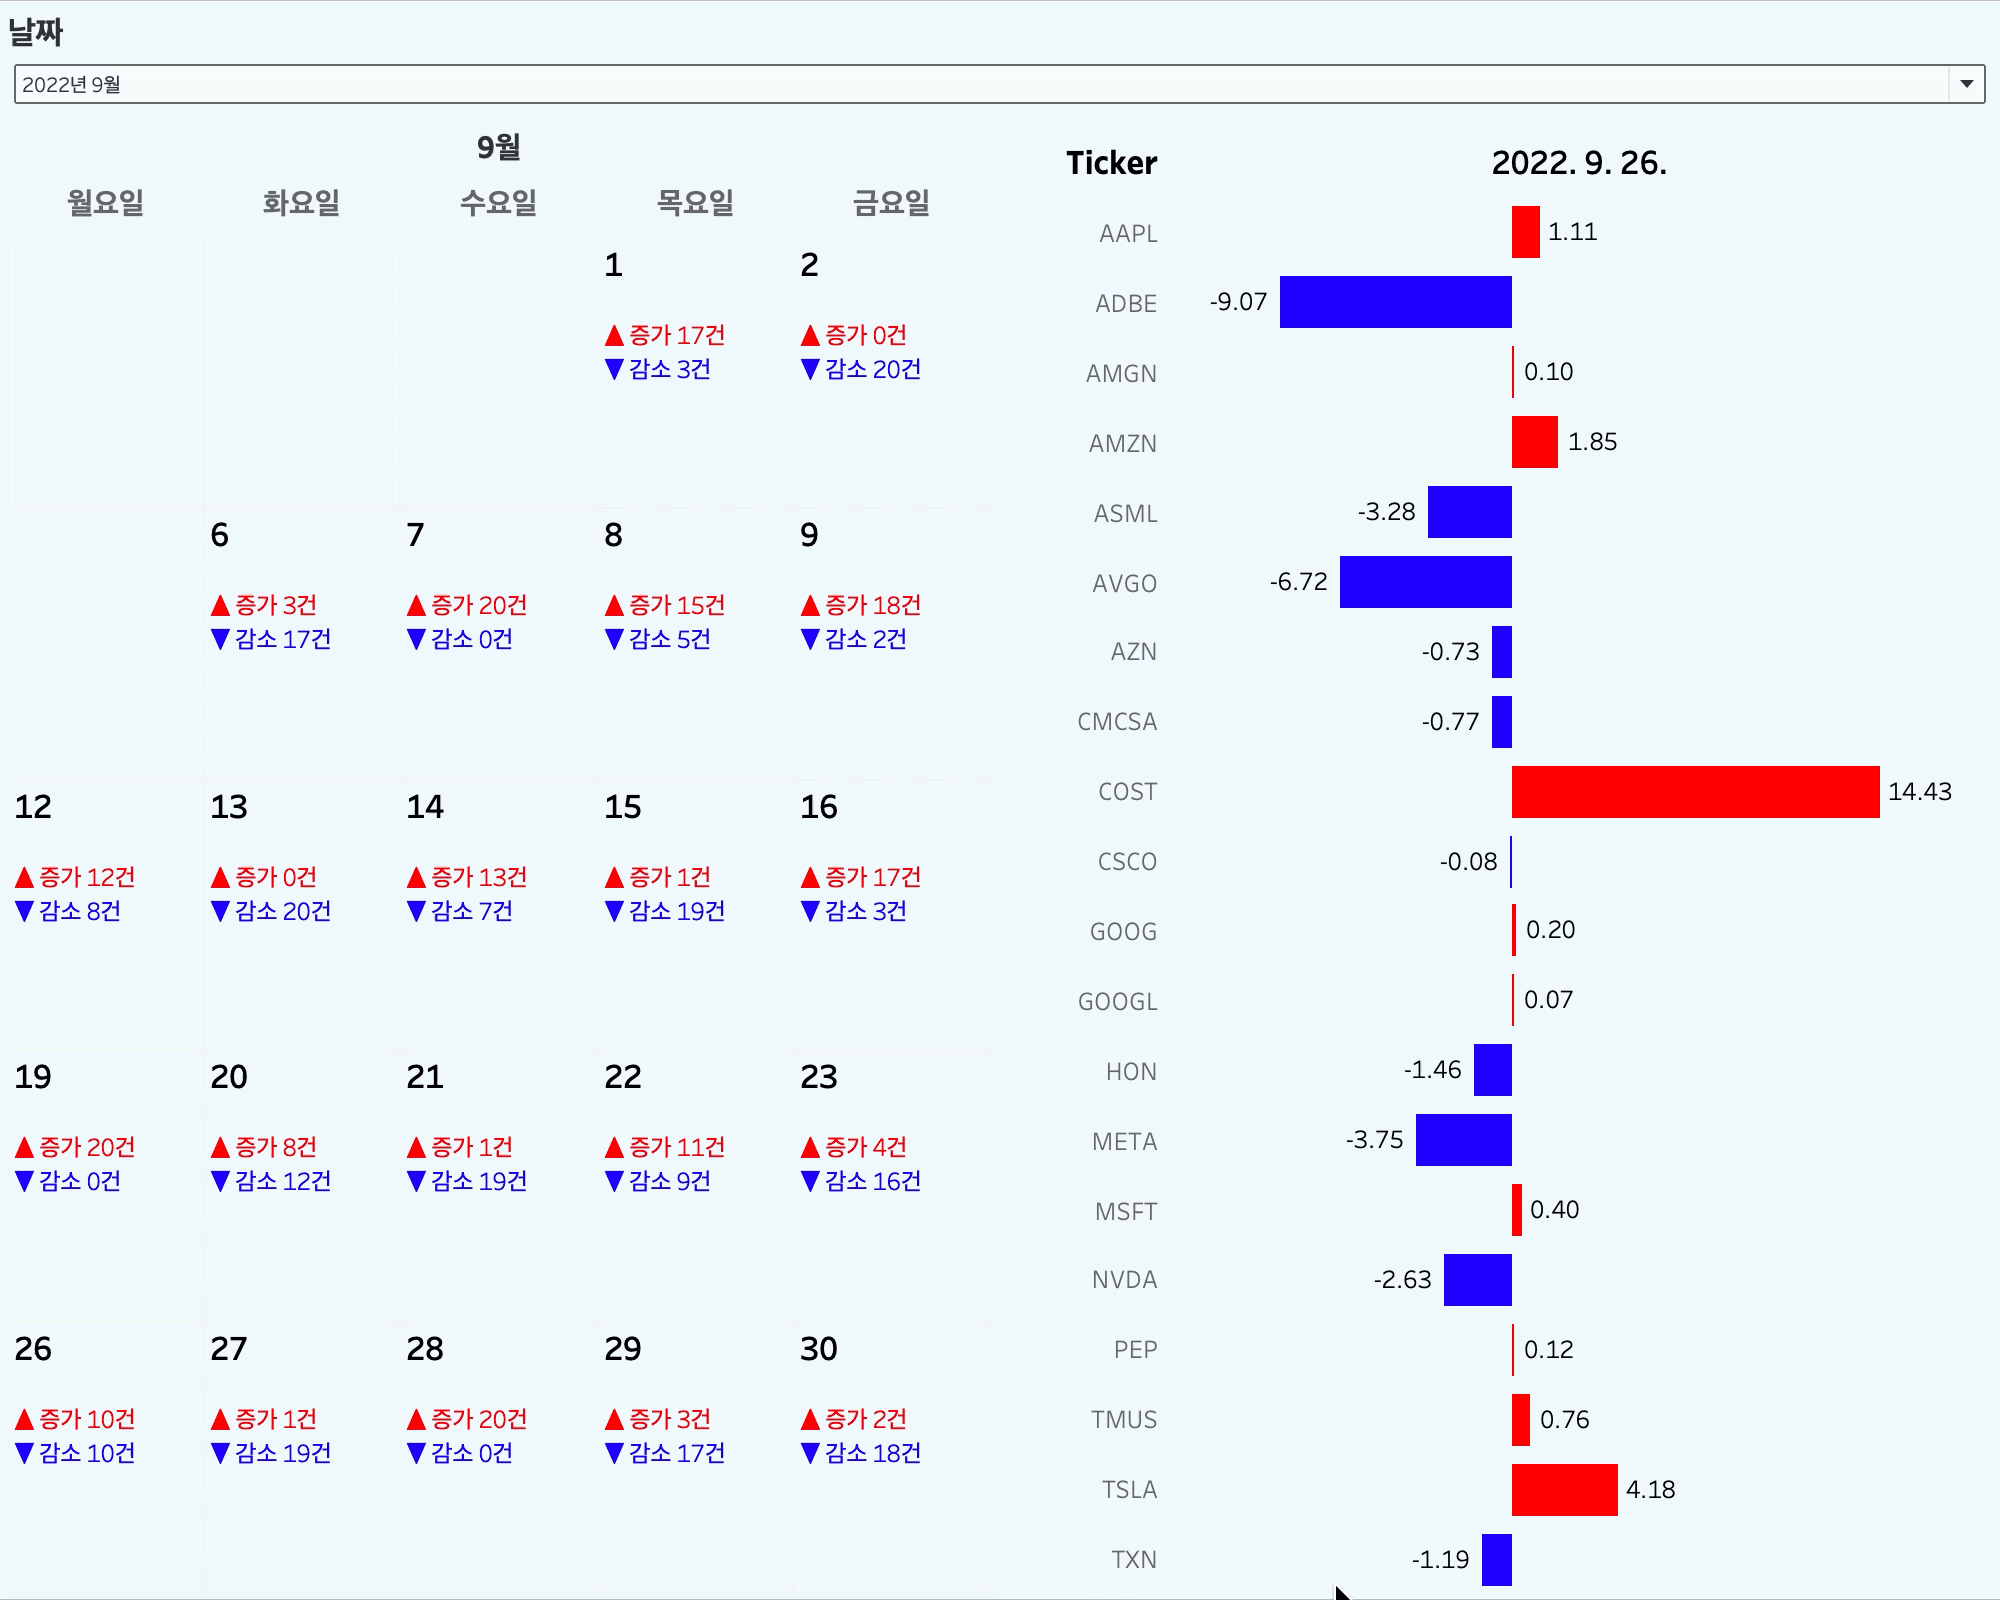 날짜
2022년 9월
9월
월요일 화요일 수요일 목요일 금요일
1 2
▲ 증가 17건 ▲ 증가 0건
▼ 감소 3건 ▼ 감소 20건
6 7 8 9
▲ 증가 3건 ▲ 증가 20건 ▲ 증가 15건 ▲ 증가 18건
▼ 감소 17건 ▼ 감소 0건 ▼ 감소 5건 ▼ 감소 2건
12 13 14 15 16
▲ 증가 12건 ▲ 증가 0건 ▲ 증가 13건 ▲ 증가 1건 ▲ 증가 17건
▼ 감소 8건 ▼ 감소 20건 ▼ 감소 7건 ▼ 감소 19건 ▼ 감소 3건
19 20 21 22 23
▲ 증가 20건 ▲ 증가 8건 ▲ 증가 1건 ▲ 증가 11건 ▲ 증가 4건
▼ 감소 0건 ▼ 감소 12건 ▼ 감소 19건 ▼ 감소 9건 ▼ 감소 16건
26 27 28 29 30
▲ 증가 10건 ▲ 증가 1건 ▲ 증가 20건 ▲ 증가 3건 ▲ 증가 2건
▼ 감소 10건 ▼ 감소 19건 ▼ 감소 0건 ▼ 감소 17건 ▼ 감소 18건
Ticker 2022. 9. 26.
AAPL 1.11
ADBE -9.07
AMGN 0.10
AMZN 1.85
ASML -3.28
AVGO -6.72
AZN -0.73
CMCSA -0.77
COST 14.43
CSCO -0.08
GOOG 0.20
GOOGL 0.07
HON -1.46
META -3.75
MSFT 0.40
NVDA -2.63
PEP 0.12
TMUS 0.76
TSLA 4.18
TXN -1.19